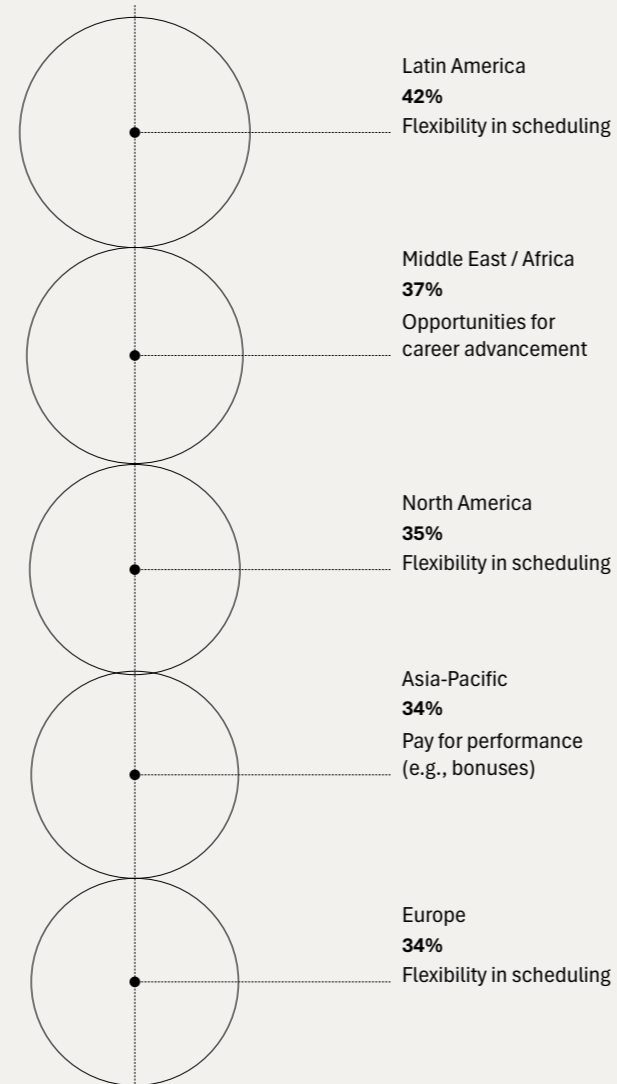 Latin America
42%
Flexibility in scheduling
Middle East / Africa
37%
Opportunities for
career advancement
North America
35%
Flexibility in scheduling
Asia-Pacific
34%
Pay for performance
(e.g., bonuses)
Europe
34%
Flexibility in scheduling